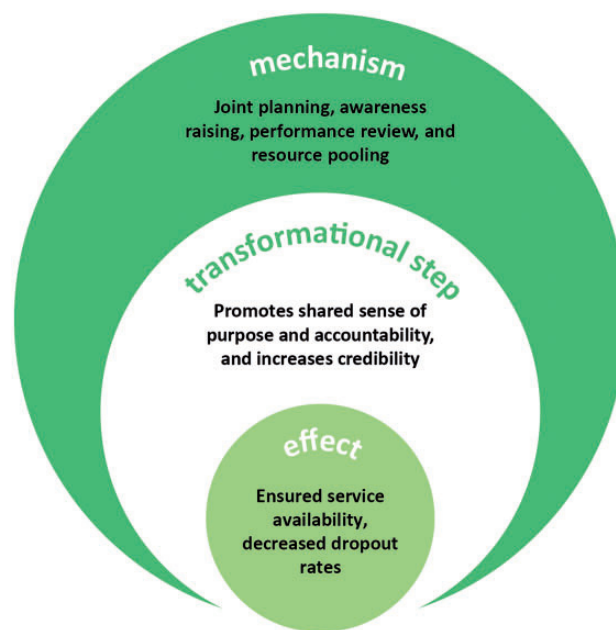 mechanism
Joint planning, awareness
raising, performance review, and
resource pooling
transformational step
Promotes shared sense of
purpose and accountability,
and increases credibility
effect
Ensured service
availability,
decreased dropout
rates